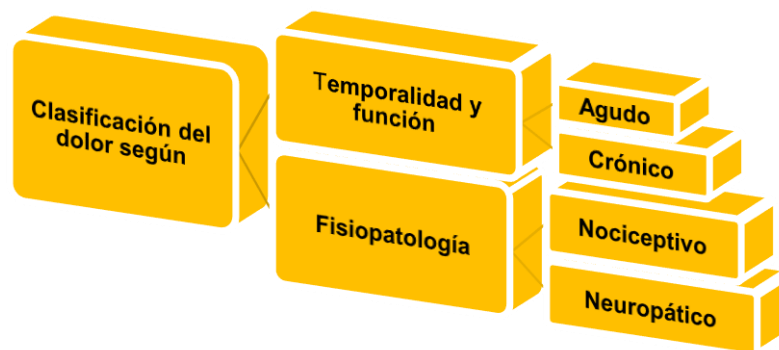 Clasificación del
dolor según
Temporalidad y
función
Agudo
Crónico
Fisiopatología
Nociceptivo
Neuropático